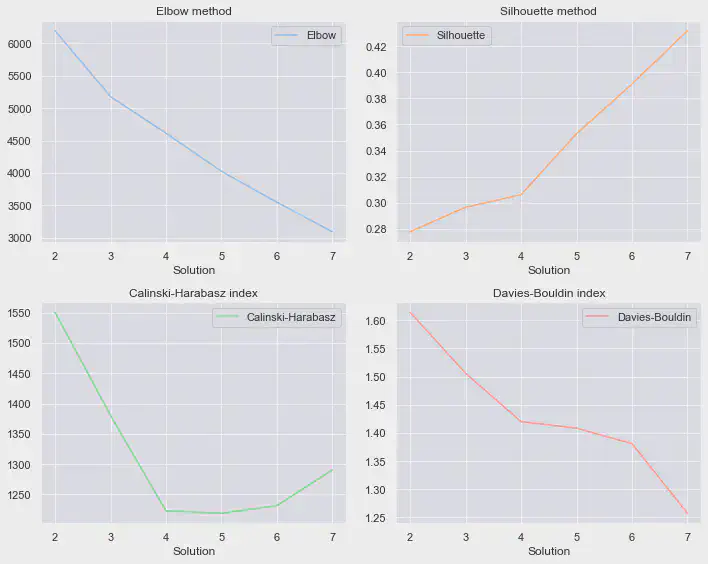 Elbow method
Elbow
6000
5500
5000
4500
4000
3500
3000
2 3 4 5 6 7
Solution
Silhouette method
Silhouette
0.42
0.40
0.38
0.36
0.34
0.32
0.30
0.28
2 3 4 5 6 7
Solution
Calinski-Harabasz index
Calinski-Harabasz
1550
1500
1450
1400
1350
1300
1250
2 3 4 5 6 7
Solution
Davies-Bouldin index
Davies-Bouldin
1.60
1.55
1.50
1.45
1.40
1.35
1.30
1.25
2 3 4 5 6 7
Solution